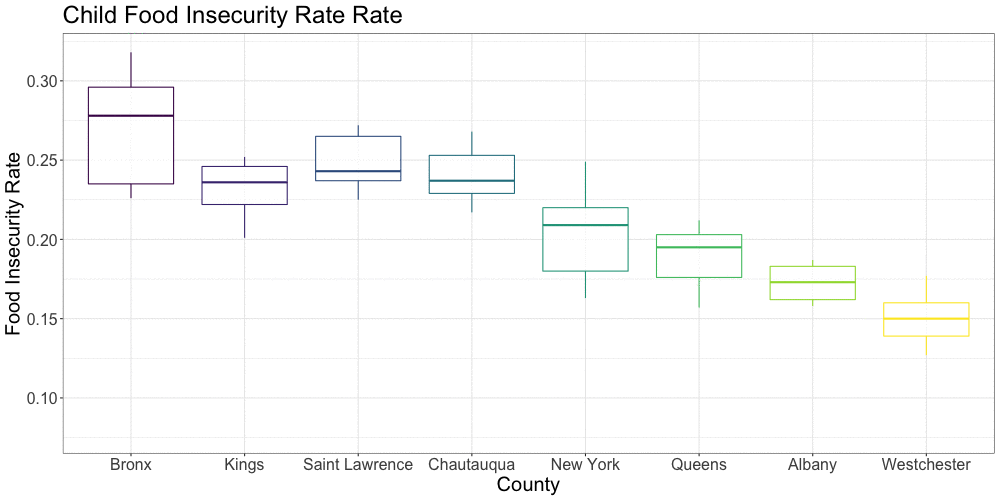 Child Food Insecurity Rate Rate
Food Insecurity Rate
0.30
0.25
0.20
0.15
0.10
Bronx Kings Saint Lawrence Chautauqua New York Queens Albany Westchester
County